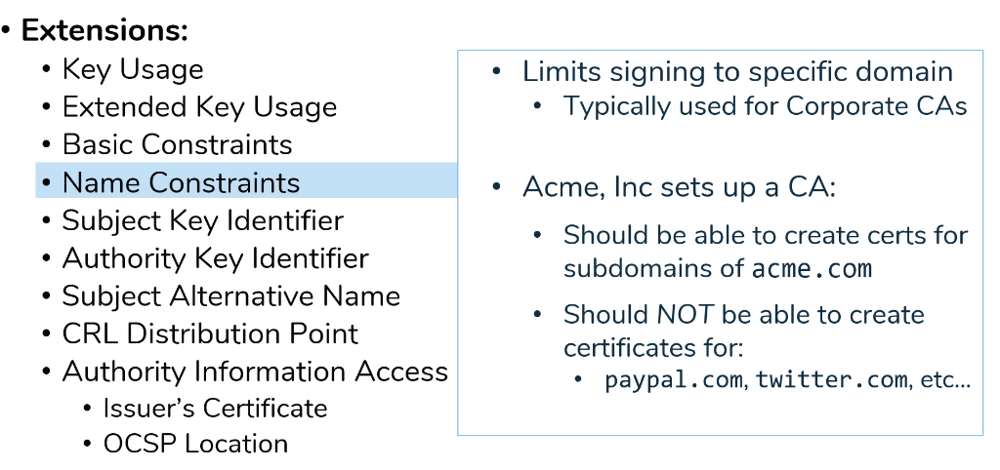 • Extensions:
• Key Usage
• Extended Key Usage
• Basic Constraints
• Name Constraints
• Subject Key Identifier
• Authority Key Identifier
• Subject Alternative Name
• CRL Distribution Point
• Authority Information Access
• Issuer's Certificate
• OCSP Location
• Limits signing to specific domain
• Typically used for Corporate CAs
• Acme, Inc sets up a CA:
• Should be able to create certs for
subdomains of acme.com
• Should NOT be able to create
certificates for:
• paypal.com, twitter.com, etc...